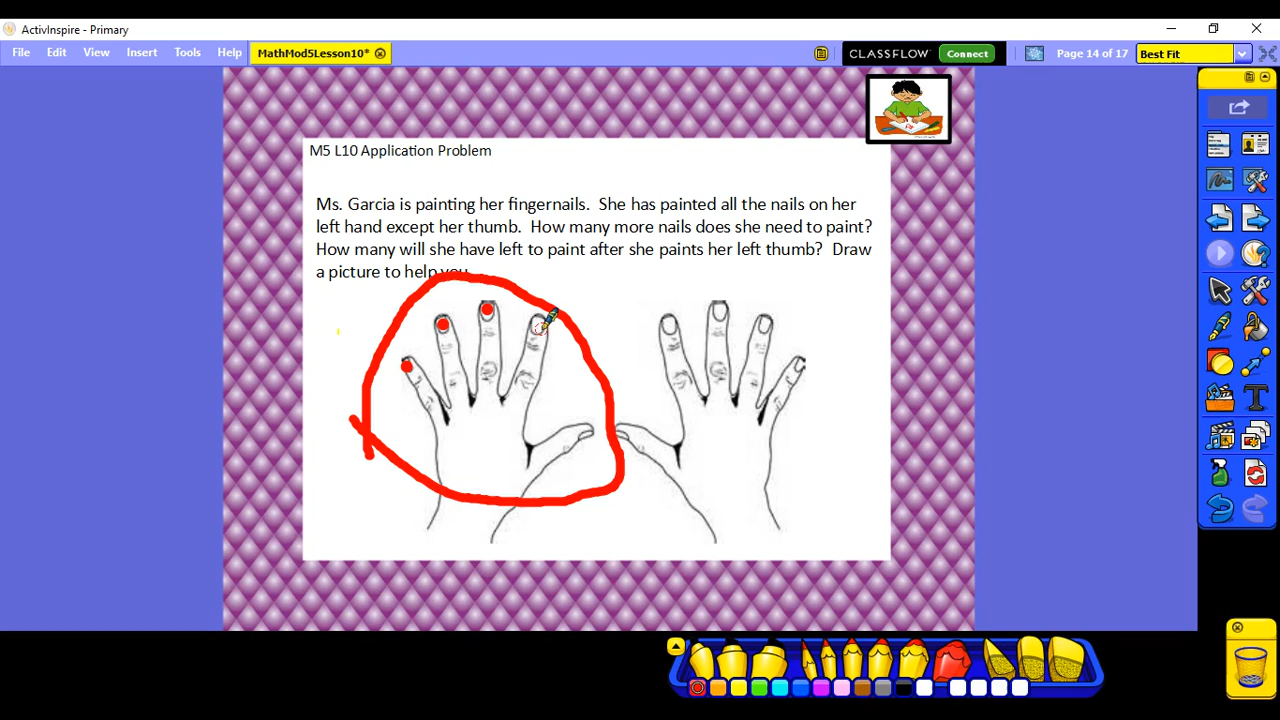 ActivInspire - Primary
File Edit View Insert Tools Help MathMod5Lesson10* CLASSFLOW Connect Page 14 of 17 Best Fit
M5 L10 Application Problem
Ms. Garcia is painting her fingernails. She has painted all the nails on her
left hand except her thumb. How many more nails does she need to paint?
How many will she have left to paint after she paints her left thumb? Draw
a picture to help you.